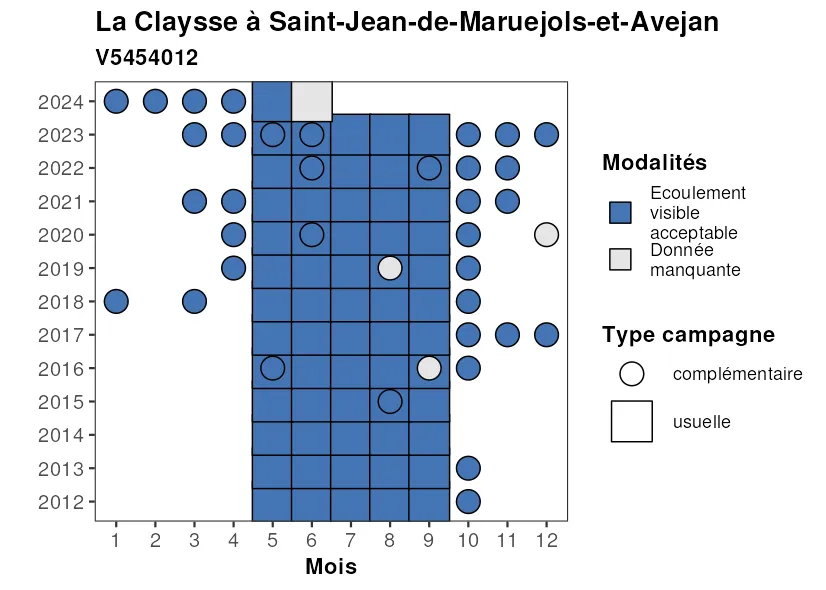 La Claysse à Saint-Jean-de-Maruejols-et-Avejan
V5454012
2024
2023
2022
2021
2020
2019
2018
2017
2016
2015
2014
2013
2012
1 2 3 4 5 6 7 8 9 10 11 12
Mois
Modalités
Ecoulement
visible
acceptable
Donnée
manquante
Type campagne
complémentaire
usuelle